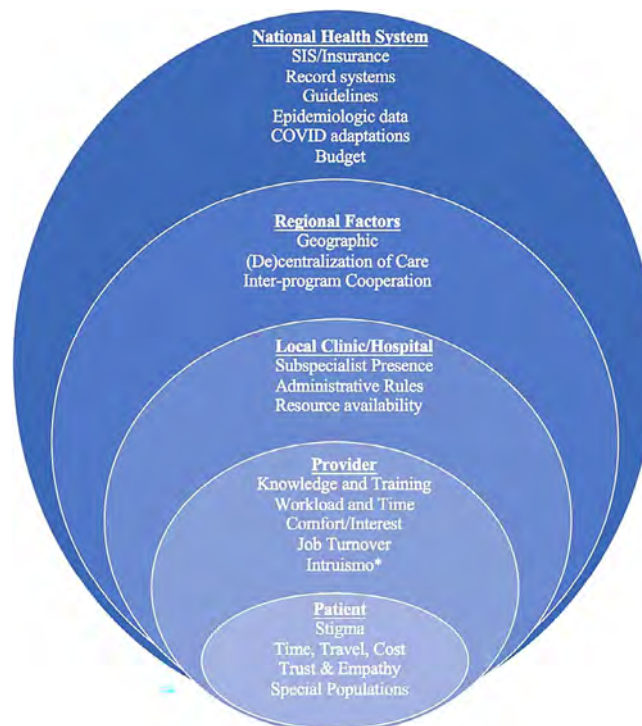 National Health System
SIS/Insurance
Record systems
Guidelines
Epidemiologic data
COVID adaptations
Budget
Regional Factors
Geographic
(De)centralization of Care
Inter-program Cooperation
Local Clinic/Hospital
Subspecialist Presence
Administrative Rules
Resource availability
Provider
Knowledge and Training
Workload and Time
Comfort/Interest
Job Turnover
Intruismo*
Patient
Stigma
Time, Travel, Cost
Trust & Empathy
Special Populations